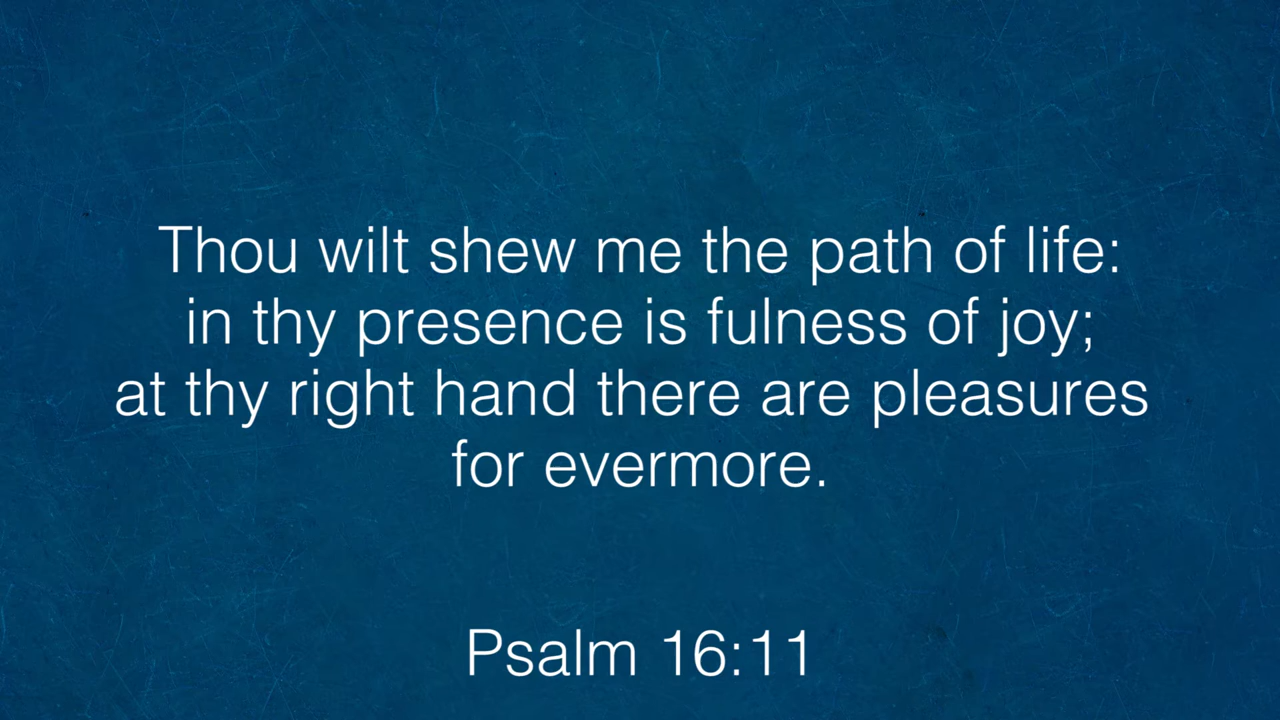 Thou wilt shew me the path of life:
in thy presence is fulness of joy;
at thy right hand there are pleasures
for evermore.
Psalm 16:11